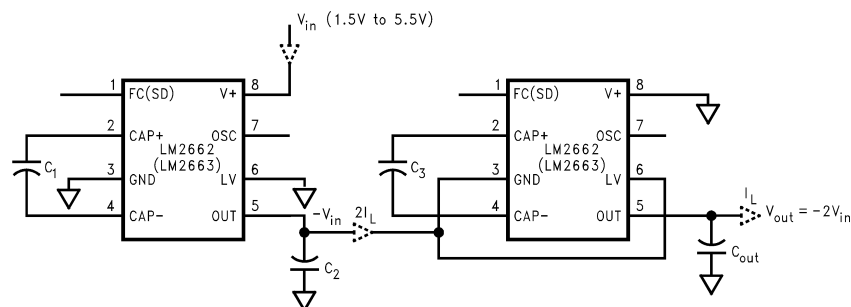 V_in (1.5V to 5.5V)
1 FC(SD) V+ 8
2 CAP+ OSC 7
LM2662
(LM2663)
3 GND LV 6
4 CAP- OUT 5
C_1
-V_in
2I_L
C_2
1 FC(SD) V+ 8
2 CAP+ OSC 7
LM2662
(LM2663)
3 GND LV 6
4 CAP- OUT 5
C_3
I_L
V_out = -2V_in
C_out